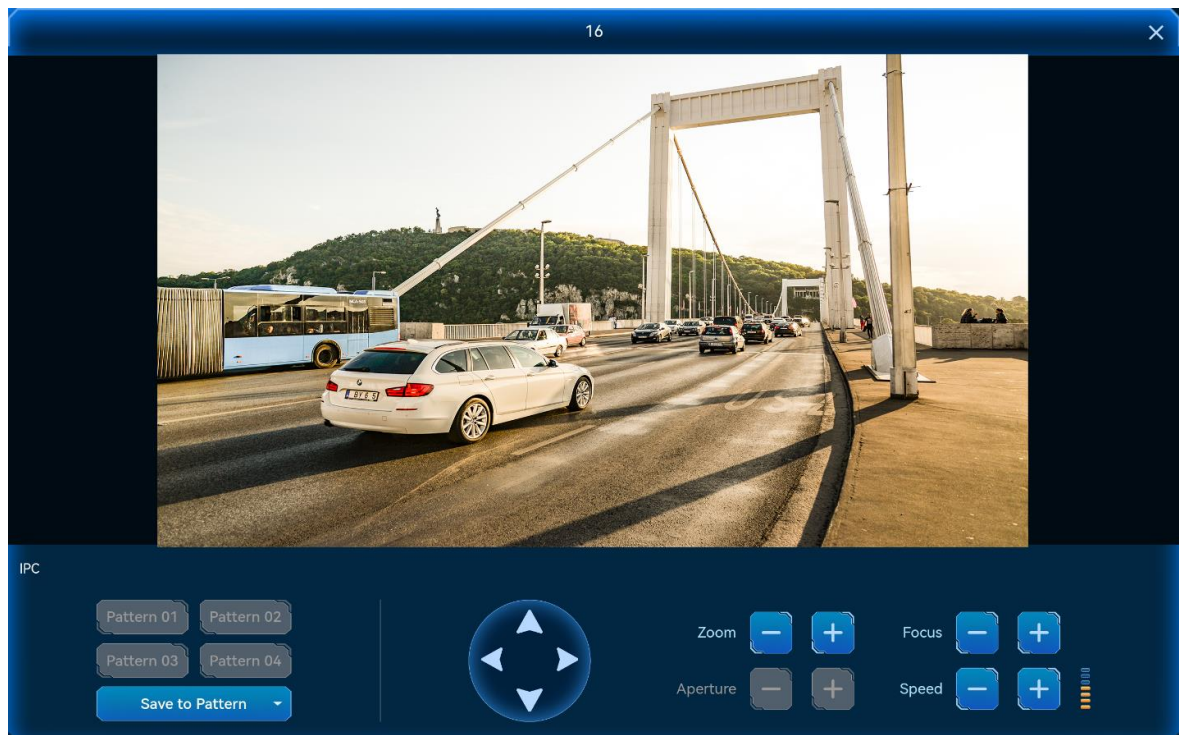 16
IPC
Pattern 01 Pattern 02
Pattern 03 Pattern 04
Save to Pattern
Zoom Focus
Aperture Speed